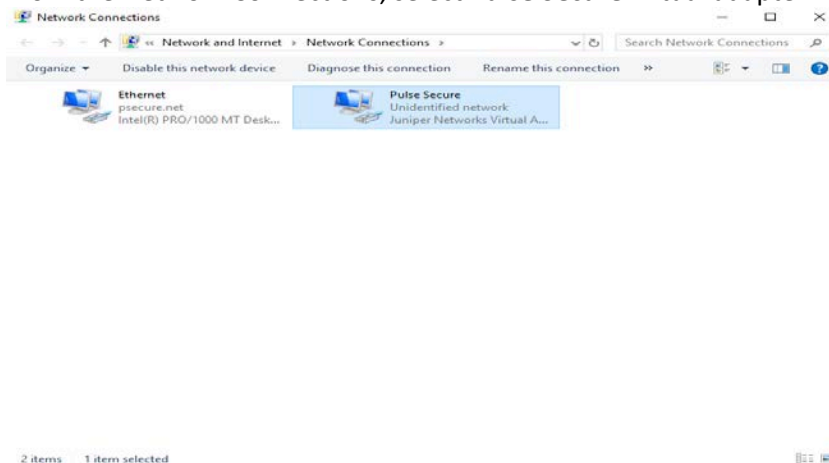 Network Connections
« Network and Internet › Network Connections ›
Search Network Connections
Organize
Disable this network device
Diagnose this connection
Rename this connection
»
Ethernet
psecure.net
Intel(R) PRO/1000 MT Desk...
Pulse Secure
Unidentified network
Juniper Networks Virtual A...
2 items
1 item selected